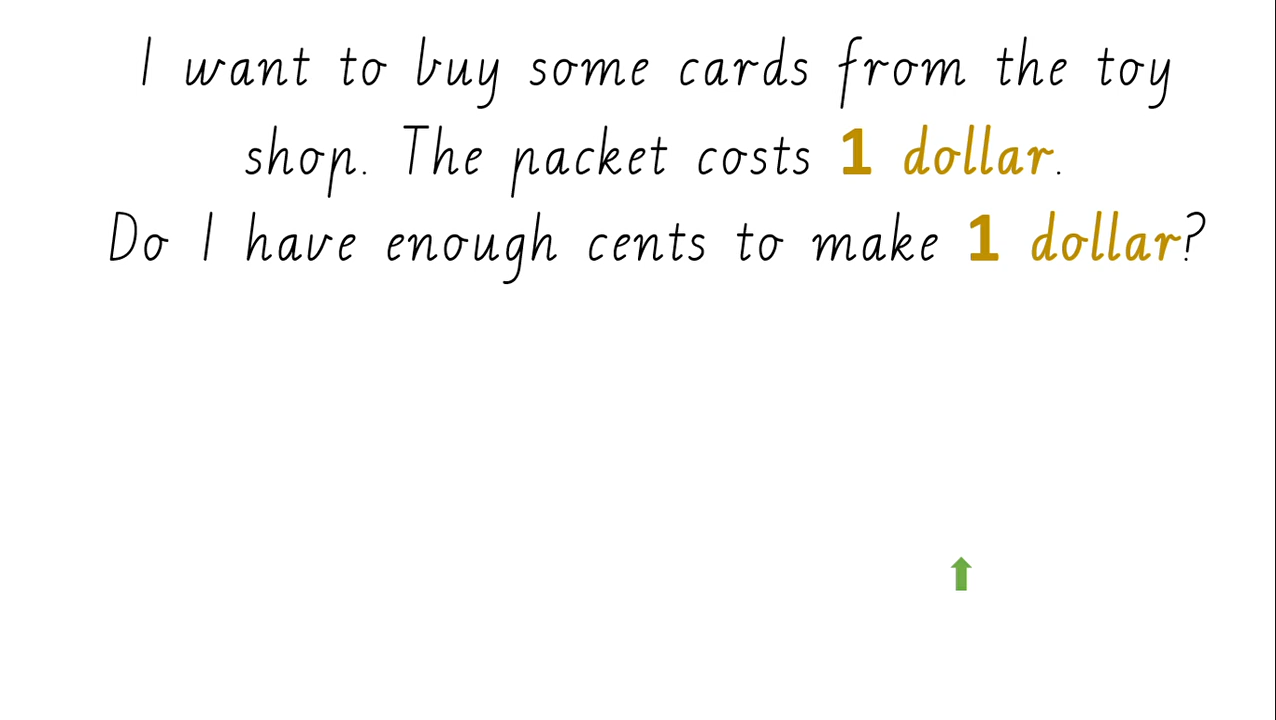 I want to buy some cards from the toy
shop. The packet costs 1 dollar.
Do I have enough cents to make 1 dollar?